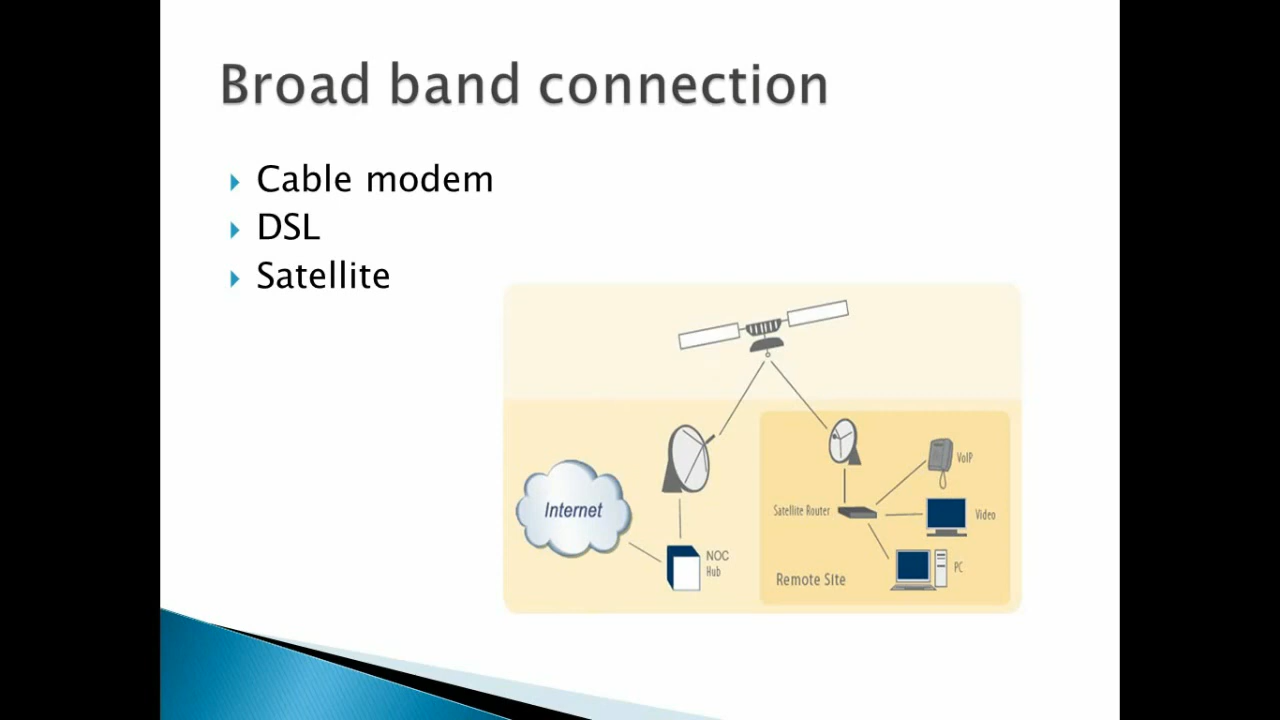 Broad band connection
Cable modem
DSL
Satellite
VoIP
Internet
Satellite Router
Video
NOC
Hub
PC
Remote Site